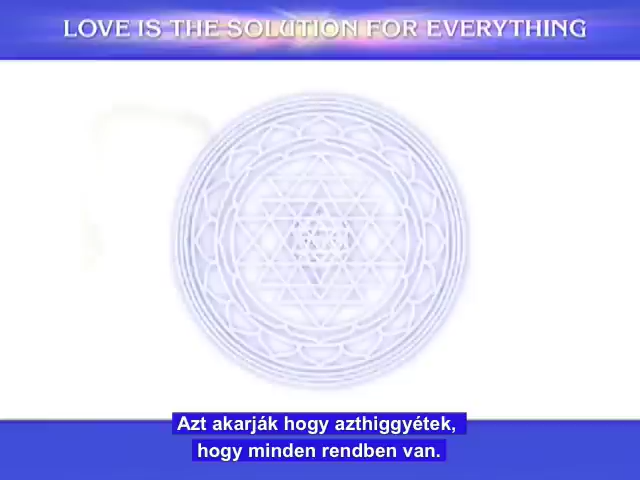 LOVE IS THE SOLUTION FOR EVERYTHING
Azt akarják hogy azthiggyétek,
hogy minden rendben van.